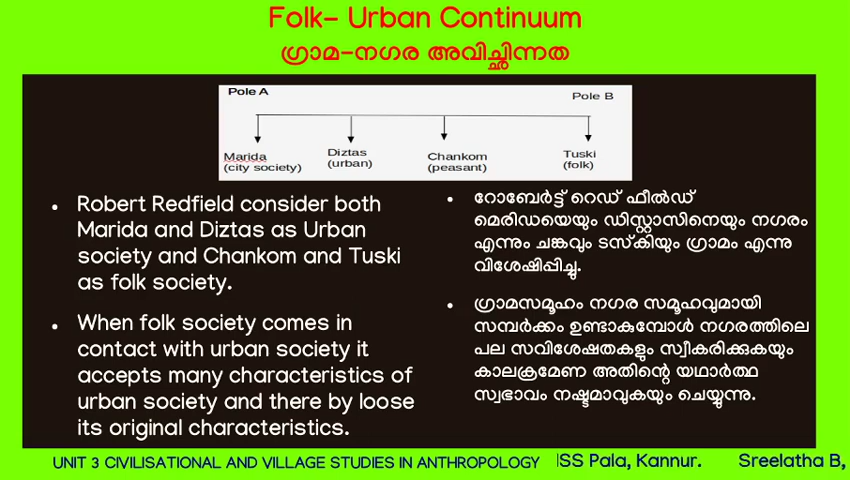 Folk- Urban Continuum
ഗ്രാമ-നഗര അവിച്ഛിന്നത
Pole A
Pole B
Marida
(city society)
Diztas
(urban)
Chankom
(peasant)
Tuski
(folk)
• Robert Redfield consider both
Marida and Diztas as Urban
society and Chankom and Tuski
as folk society.
• When folk society comes in
contact with urban society it
accepts many characteristics of
urban society and there by loose
its original characteristics.
• റോബേർട്ട് റെഡ് ഫീൽഡ്
മെരിഡയെയും ഡിസ്റ്റാസിനെയും നഗരം
എന്നും ചങ്കവും ടസ്കിയും ഗ്രാമം എന്നു
വിശേഷിപ്പിച്ചു.
• ഗ്രാമസമൂഹം നഗര സമൂഹവുമായി
സമ്പർക്കം ഉണ്ടാകുമ്പോൾ നഗരത്തിലെ
പല സവിശേഷതകളും സ്വീകരിക്കുകയും
കാലക്രമേണ അതിന്റെ യഥാർത്ഥ
സ്വഭാവം നഷ്ടമാവുകയും ചെയ്യുന്നു.
UNIT 3 CIVILISATIONAL AND VILLAGE STUDIES IN ANTHROPOLOGY
ISS Pala, Kannur. Sreelatha B,